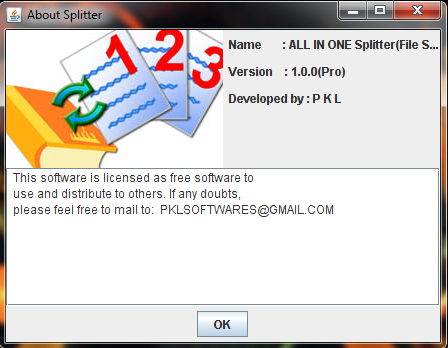 About Splitter
1 2 3
Name : ALL IN ONE Splitter(File S...
Version : 1.0.0(Pro)
Developed by : P K L
This software is licensed as free software to
use and distribute to others. If any doubts,
please feel free to mail to: PKLSOFTWARES@GMAIL.COM
OK